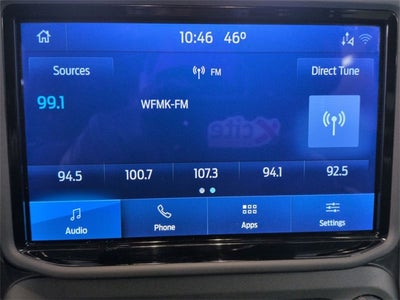 10:46 46°
Sources FM Direct Tune
99.1 WFMK-FM
94.5 100.7 107.3 94.1 92.5
Audio Phone Apps Settings